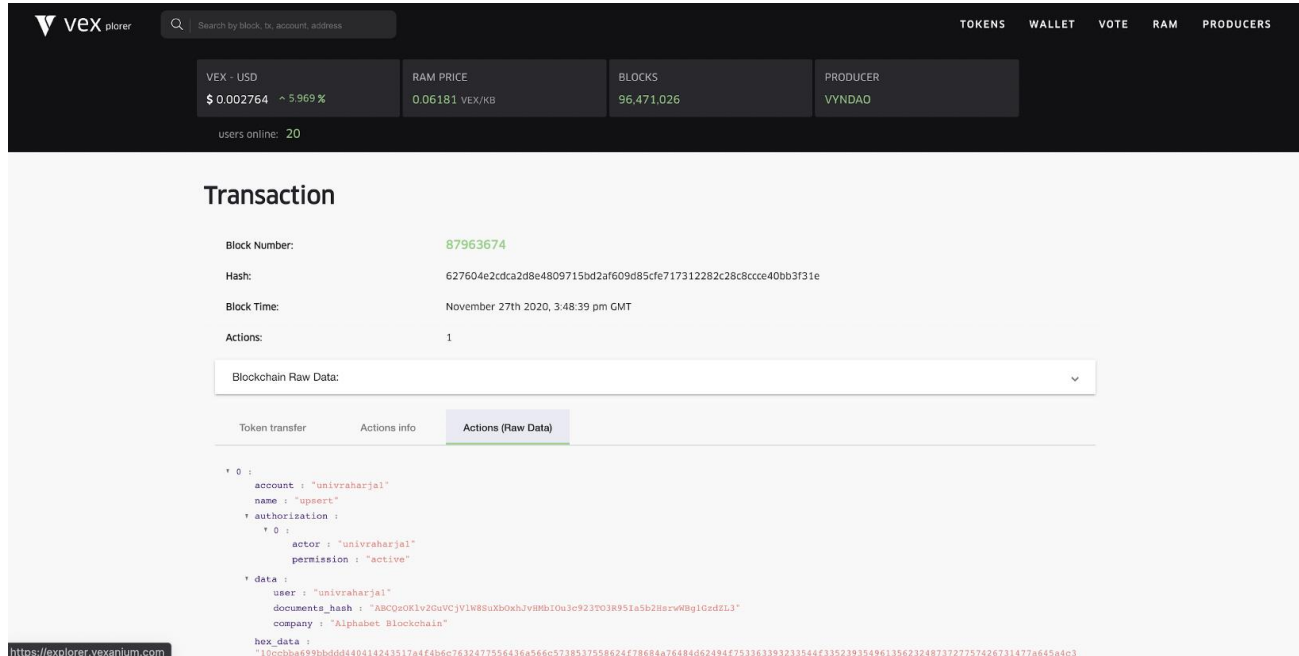 vex plorer
Search by block, tx, account, address
TOKENS WALLET VOTE RAM PRODUCERS
VEX - USD RAM PRICE BLOCKS PRODUCER
$ 0.002764 ^ 5.969 % 0.06181 VEX/KB 96,471,026 VYNDAO
users online: 20
Transaction
Block Number: 87963674
Hash: 627604e2cdca2d8e4809715bd2af609d85cfe717312282c28c8ccce40bb3f31e
Block Time: November 27th 2020, 3:48:39 pm GMT
Actions: 1
Blockchain Raw Data:
Token transfer Actions info Actions (Raw Data)
0 :
account : "univraharja1"
name : "upsert"
authorization :
0 :
actor : "univraharja1"
permission : "active"
data :
user : "univraharja1"
documents_hash : "ABCQzOKlv2GuVCjVlW8SuXbOxhJvHMbIOu3c923TO3R95Ia5b2HsrwWBg1GzdZL3"
company : "Alphabet Blockchain"
hex_data :
"10ccbba699bbddd440414243517a4f4b6c7632477556436a566c5738537558624f78684a76484d62494f753363393233544f3352393549613562324873727757426731477a645a4c3
https://explorer.vexanium.com